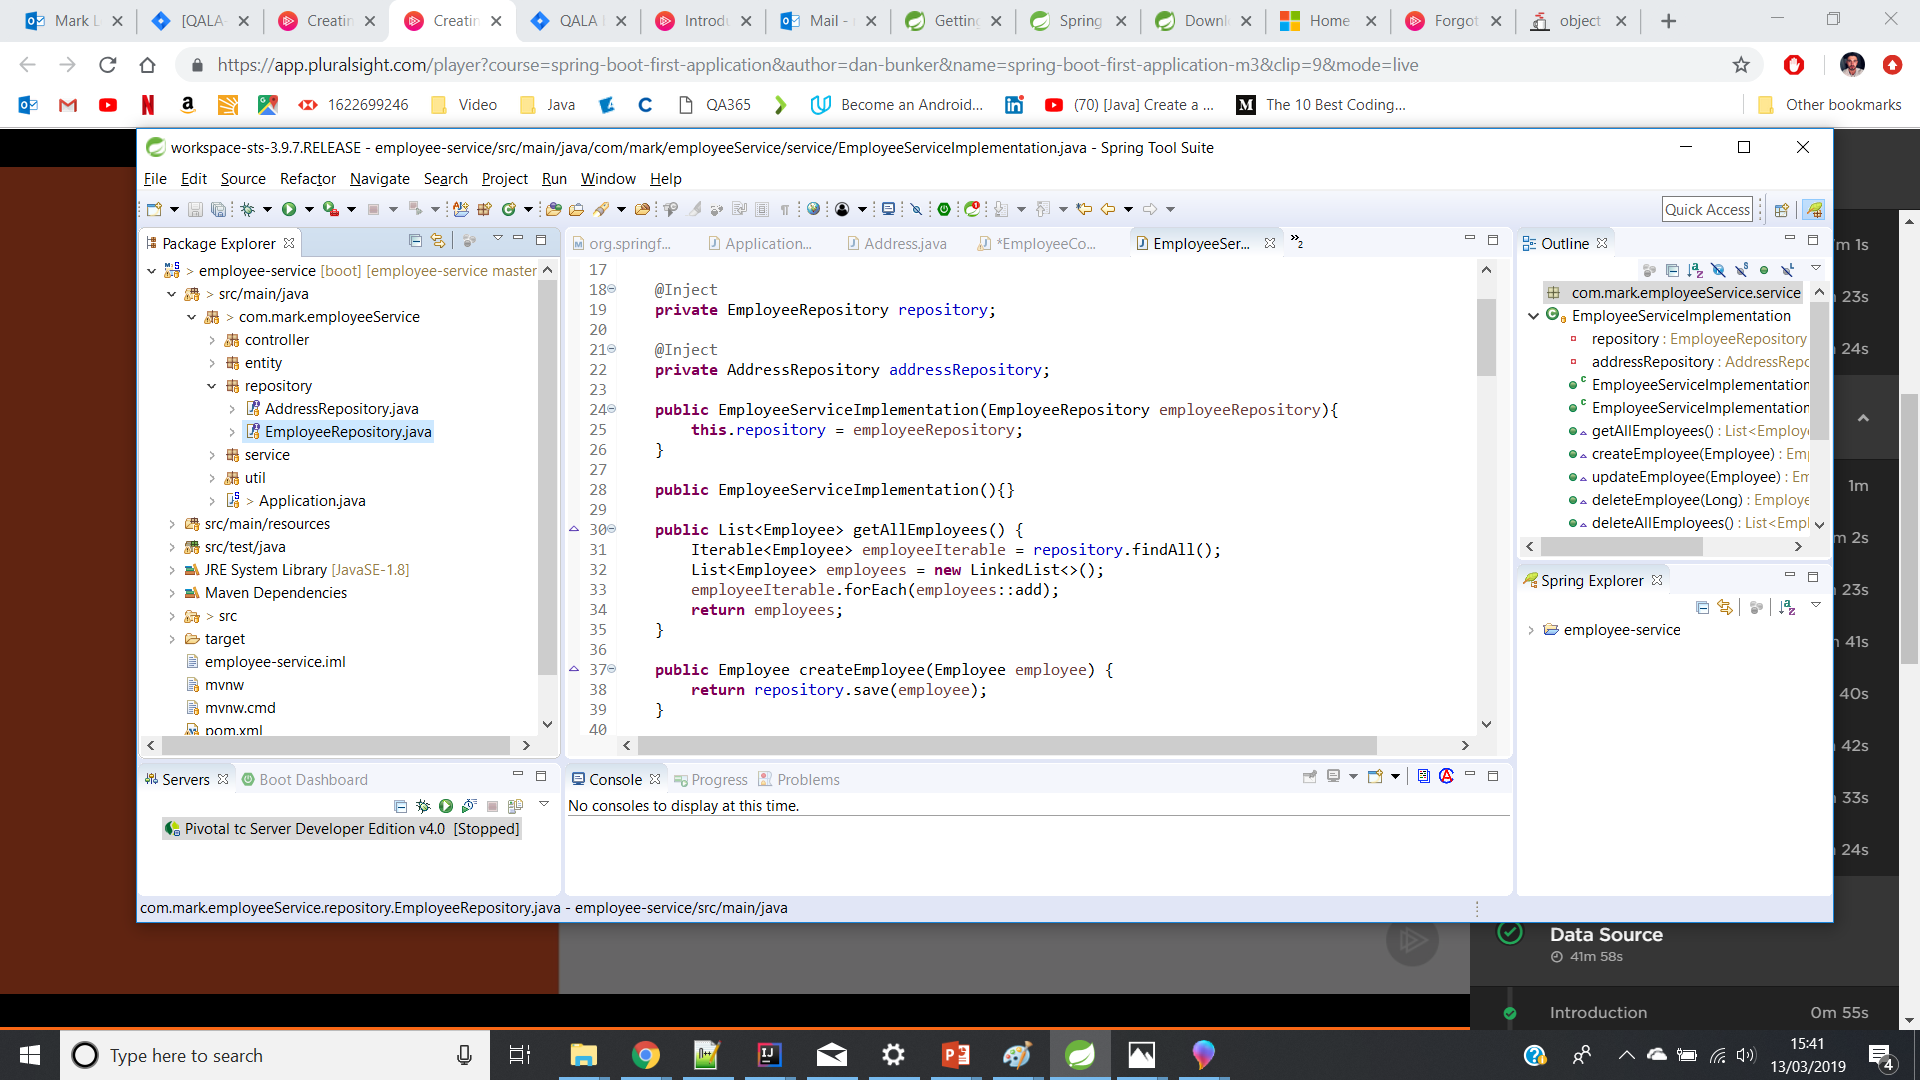 Mark L
[QALA-
Creatin
Creatin
QALA
Introdu
Mail -
Getting
Spring
Downl
Home
Forgot
object
https://app.pluralsight.com/player?course=spring-boot-first-application&author=dan-bunker&name=spring-boot-first-application-m3&clip=9&mode=live
1622699246
Video
Java
QA365
Become an Android...
(70) [Java] Create a ...
The 10 Best Coding...
Other bookmarks
workspace-sts-3.9.7.RELEASE - employee-service/src/main/java/com/mark/employeeService/service/EmployeeServiceImplementation.java - Spring Tool Suite
File Edit Source Refactor Navigate Search Project Run Window Help
Quick Access
Package Explorer
> employee-service [boot] [employee-service master
> src/main/java
> com.mark.employeeService
controller
entity
repository
AddressRepository.java
EmployeeRepository.java
service
util
> Application.java
src/main/resources
src/test/java
JRE System Library [JavaSE-1.8]
Maven Dependencies
> src
target
employee-service.iml
mvnw
mvnw.cmd
pom.xml
org.springf...
Application...
Address.java
*EmployeeCo...
EmployeeSer...
»2
17
18 @Inject
19 private EmployeeRepository repository;
20
21 @Inject
22 private AddressRepository addressRepository;
23
24 public EmployeeServiceImplementation(EmployeeRepository employeeRepository){
25 this.repository = employeeRepository;
26 }
27
28 public EmployeeServiceImplementation(){}
29
30 public List<Employee> getAllEmployees() {
31 Iterable<Employee> employeeIterable = repository.findAll();
32 List<Employee> employees = new LinkedList<>();
33 employeeIterable.forEach(employees::add);
34 return employees;
35 }
36
37 public Employee createEmployee(Employee employee) {
38 return repository.save(employee);
39 }
40
Outline
com.mark.employeeService.service
EmployeeServiceImplementation
repository : EmployeeRepository
addressRepository : AddressRepo
EmployeeServiceImplementation
EmployeeServiceImplementation
getAllEmployees() : List<Employe
createEmployee(Employee) : Em
updateEmployee(Employee) : Em
deleteEmployee(Long) : Employe
deleteAllEmployees() : List<Empl
Spring Explorer
employee-service
Servers
Boot Dashboard
Pivotal tc Server Developer Edition v4.0 [Stopped]
Console
Progress
Problems
No consoles to display at this time.
com.mark.employeeService.repository.EmployeeRepository.java - employee-service/src/main/java
m 1s
23s
24s
1m
m 2s
23s
41s
40s
42s
33s
24s
Data Source
41m 58s
Introduction
0m 55s
Type here to search
15:41
13/03/2019
4